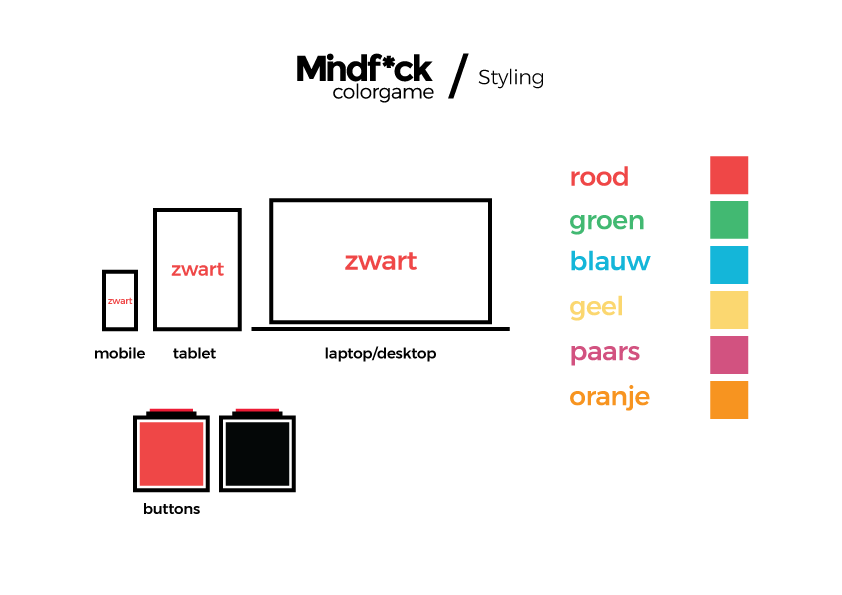 Mindf*ck
colorgame
/ Styling
zwart
zwart
zwart
mobile
tablet
laptop/desktop
buttons
rood
groen
blauw
geel
paars
oranje